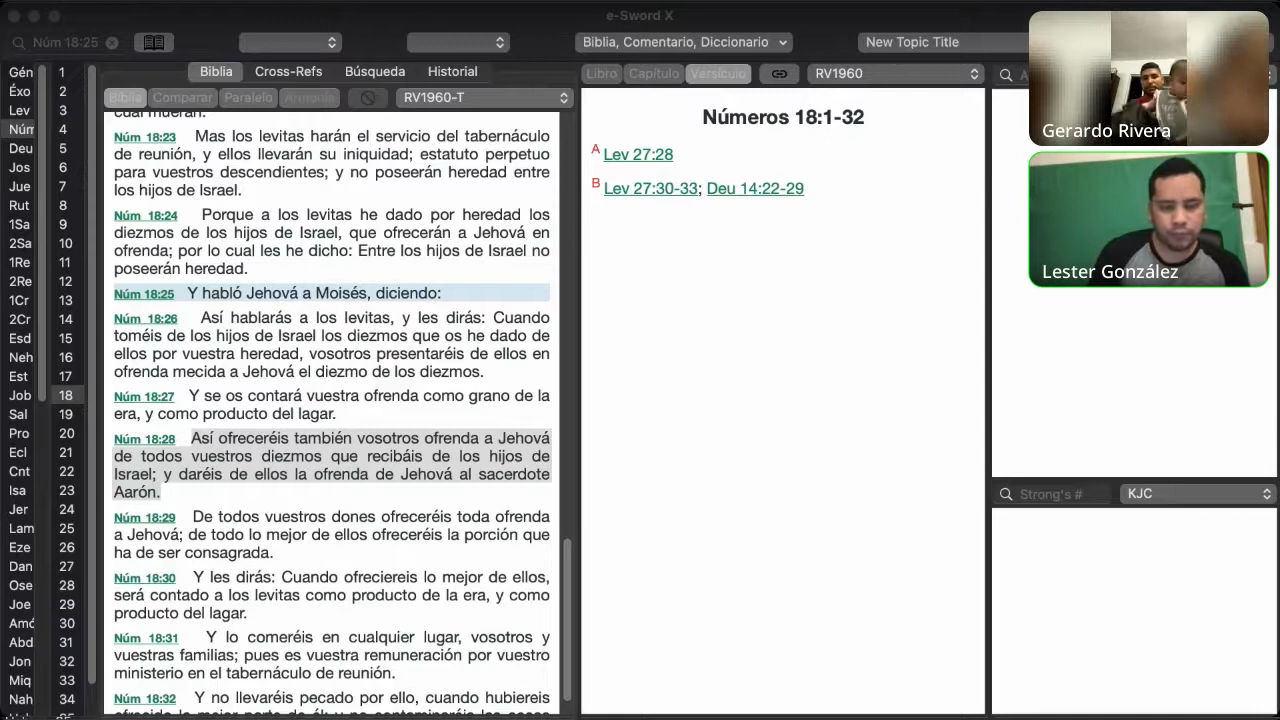 e-Sword X
Núm 18:25
Biblia, Comentario, Diccionario
New Topic Title
Biblia
Cross-Refs
Búsqueda
Historial
Libro
Capítulo
Versículo
RV1960
Biblia
Comparar
Paralelo
Armonía
RV1960-T
Gén
Éxo
Lev
Núm
Deu
Jos
Jue
Rut
1Sa
2Sa
1Re
2Re
1Cr
2Cr
Esd
Neh
Est
Job
Sal
Pro
Ecl
Cnt
Isa
Jer
Lam
Eze
Dan
Ose
Joe
Amó
Abd
Jon
Miq
Nah
1
2
3
4
5
6
7
8
9
10
11
12
13
14
15
16
17
18
19
20
21
22
23
24
25
26
27
28
29
30
31
32
33
34
cual mueran.
Núm 18:23 Mas los levitas harán el servicio del tabernáculo
de reunión, y ellos llevarán su iniquidad; estatuto perpetuo
para vuestros descendientes; y no poseerán heredad entre
los hijos de Israel.
Núm 18:24 Porque a los levitas he dado por heredad los
diezmos de los hijos de Israel, que ofrecerán a Jehová en
ofrenda; por lo cual les he dicho: Entre los hijos de Israel no
poseerán heredad.
Núm 18:25 Y habló Jehová a Moisés, diciendo:
Núm 18:26 Así hablarás a los levitas, y les dirás: Cuando
toméis de los hijos de Israel los diezmos que os he dado de
ellos por vuestra heredad, vosotros presentaréis de ellos en
ofrenda mecida a Jehová el diezmo de los diezmos.
Núm 18:27 Y se os contará vuestra ofrenda como grano de la
era, y como producto del lagar.
Núm 18:28 Así ofreceréis también vosotros ofrenda a Jehová
de todos vuestros diezmos que recibáis de los hijos de
Israel; y daréis de ellos la ofrenda de Jehová al sacerdote
Aarón.
Núm 18:29 De todos vuestros dones ofreceréis toda ofrenda
a Jehová; de todo lo mejor de ellos ofreceréis la porción que
ha de ser consagrada.
Núm 18:30 Y les dirás: Cuando ofreciereis lo mejor de ellos,
será contado a los levitas como producto de la era, y como
producto del lagar.
Núm 18:31 Y lo comeréis en cualquier lugar, vosotros y
vuestras familias; pues es vuestra remuneración por vuestro
ministerio en el tabernáculo de reunión.
Núm 18:32 Y no llevaréis pecado por ello, cuando hubiereis
Números 18:1-32
A Lev 27:28
B Lev 27:30-33; Deu 14:22-29
Gerardo Rivera
Lester González
Strong's #
KJC